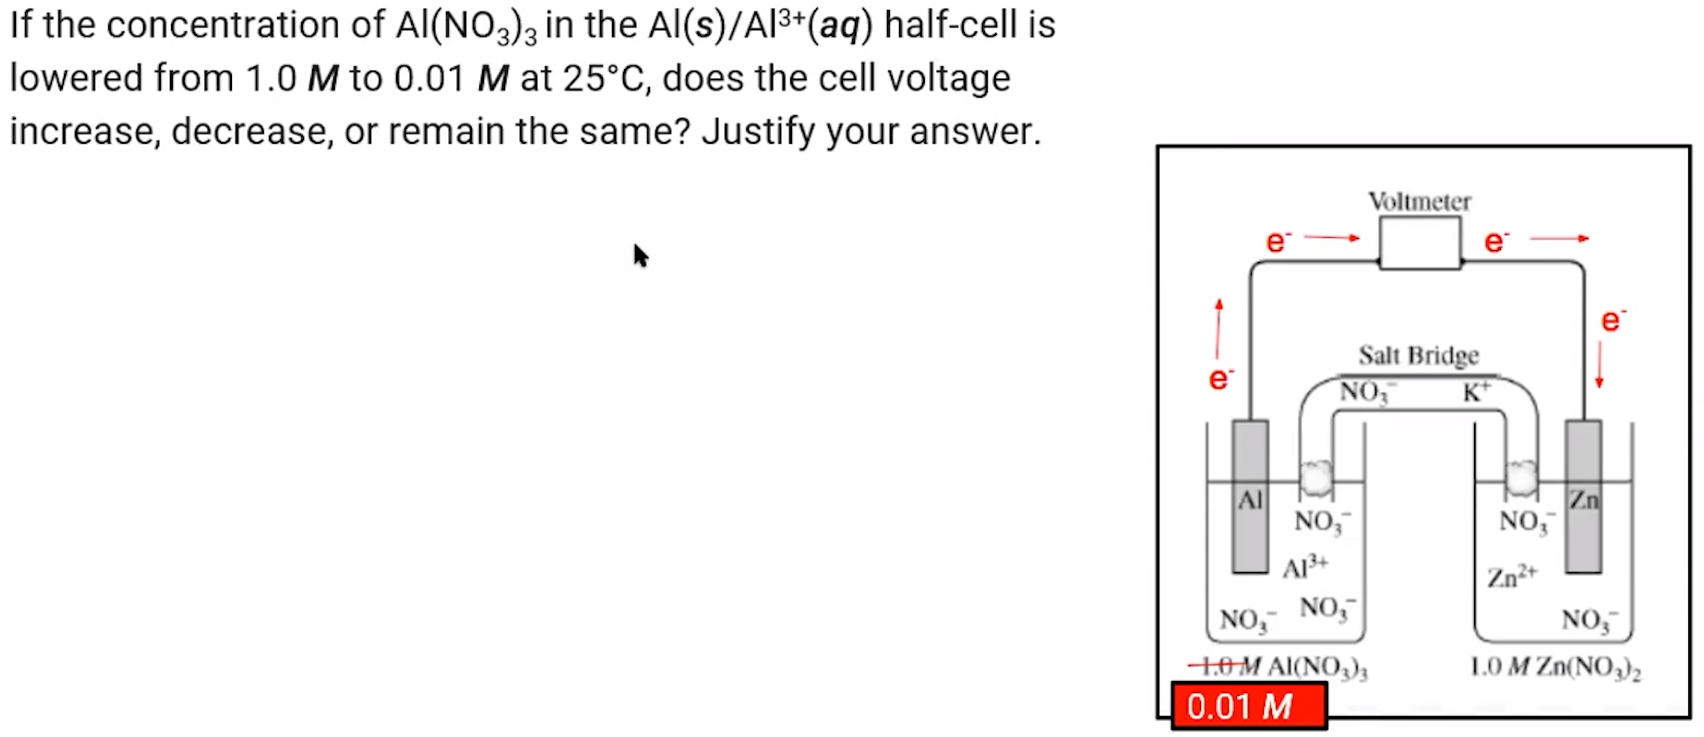 If the concentration of Al(NO₃)₃ in the Al(s)/Al³⁺(aq) half-cell is
lowered from 1.0 M to 0.01 M at 25°C, does the cell voltage
increase, decrease, or remain the same? Justify your answer.
Voltmeter
e⁻
e⁻
e⁻
e⁻
Salt Bridge
NO₃⁻ K⁺
Al
Zn
NO₃⁻
NO₃⁻
Al³⁺
Zn²⁺
NO₃⁻ NO₃⁻
NO₃⁻
1.0 M Al(NO₃)₃
1.0 M Zn(NO₃)₂
0.01 M